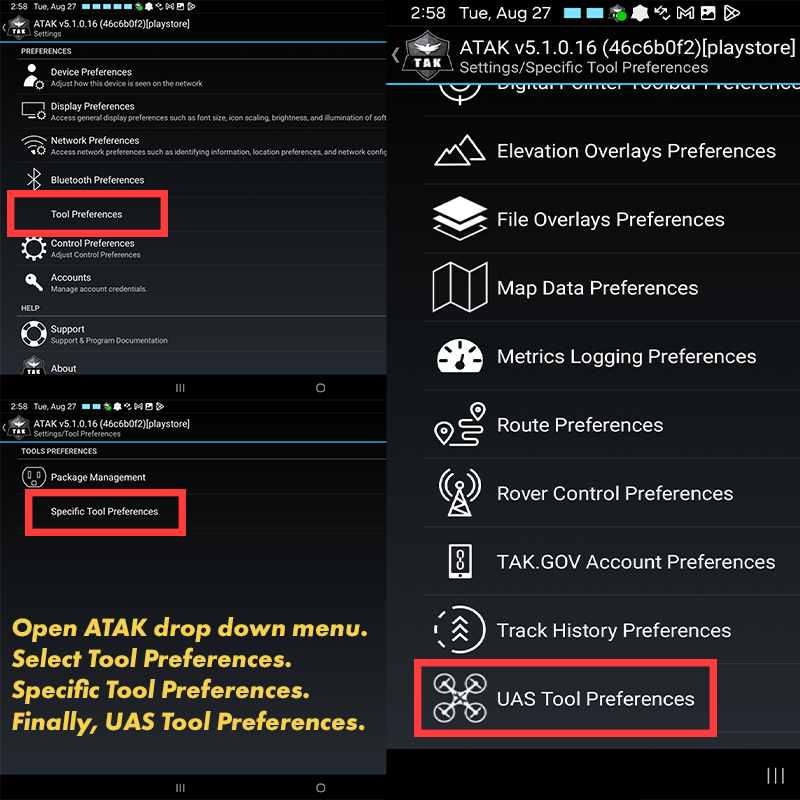 2:58 Tue, Aug 27
ATAK v5.1.0.16 (46c6b0f2)[playstore]
TAK
Settings
PREFERENCES
Device Preferences
Adjust how this device is seen on the network
Display Preferences
Access general display preferences such as font size, icon scaling, brightness, and illumination of soft
Network Preferences
Access network preferences such as identifying information, location preferences, and network config
Bluetooth Preferences
Tool Preferences
Control Preferences
Adjust Control Preferences
Accounts
Manage account credentials.
HELP
Support
Support & Program Documentation
TAK
About
2:58 Tue, Aug 27
ATAK v5.1.0.16 (46c6b0f2)[playstore]
TAK
Settings/Tool Preferences
TOOLS PREFERENCES
Package Management
Specific Tool Preferences
Open ATAK drop down menu.
Select Tool Preferences.
Specific Tool Preferences.
Finally, UAS Tool Preferences.
2:58 Tue, Aug 27
ATAK v5.1.0.16 (46c6b0f2)[playstore]
TAK
Settings/Specific Tool Preferences
Digital Pointer Toolbar Preference
Elevation Overlays Preferences
File Overlays Preferences
Map Data Preferences
Metrics Logging Preferences
Route Preferences
Rover Control Preferences
TAK.GOV Account Preferences
Track History Preferences
UAS Tool Preferences